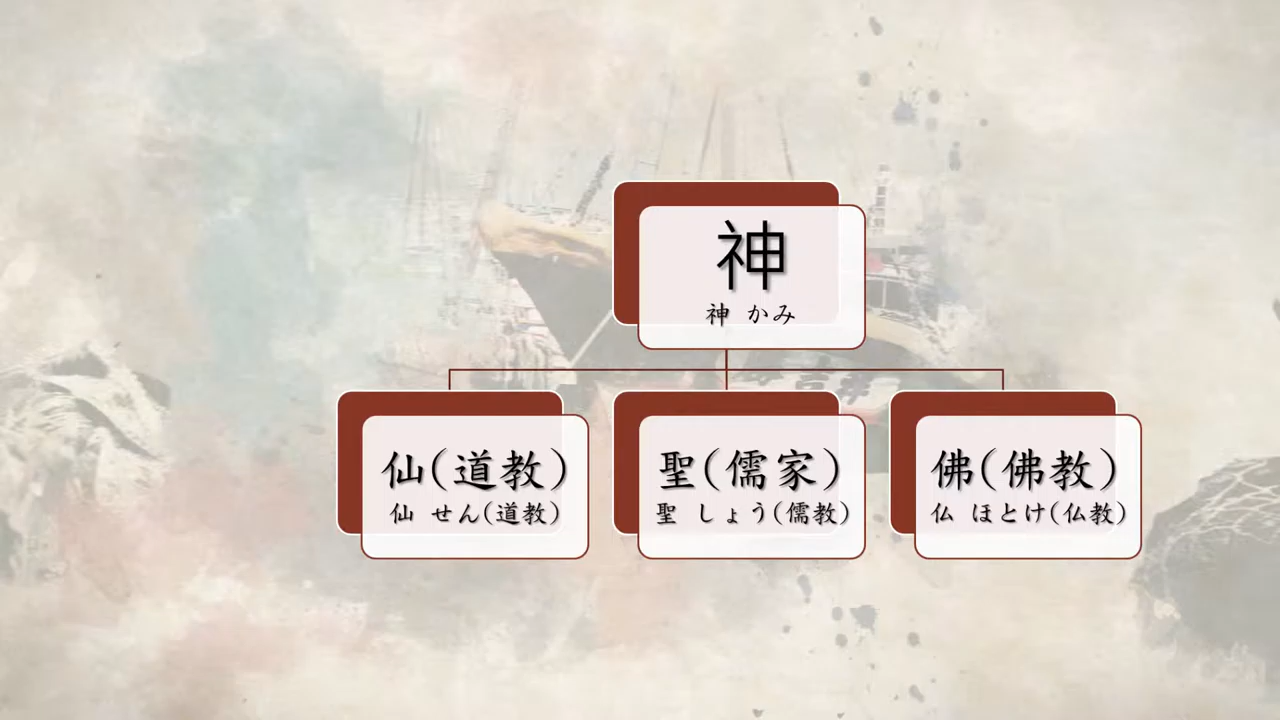 神
神 かみ
仙(道教)
仙 せん(道教)
聖(儒家)
聖 しょう(儒教)
佛(佛教)
仏 ほとけ(仏教)